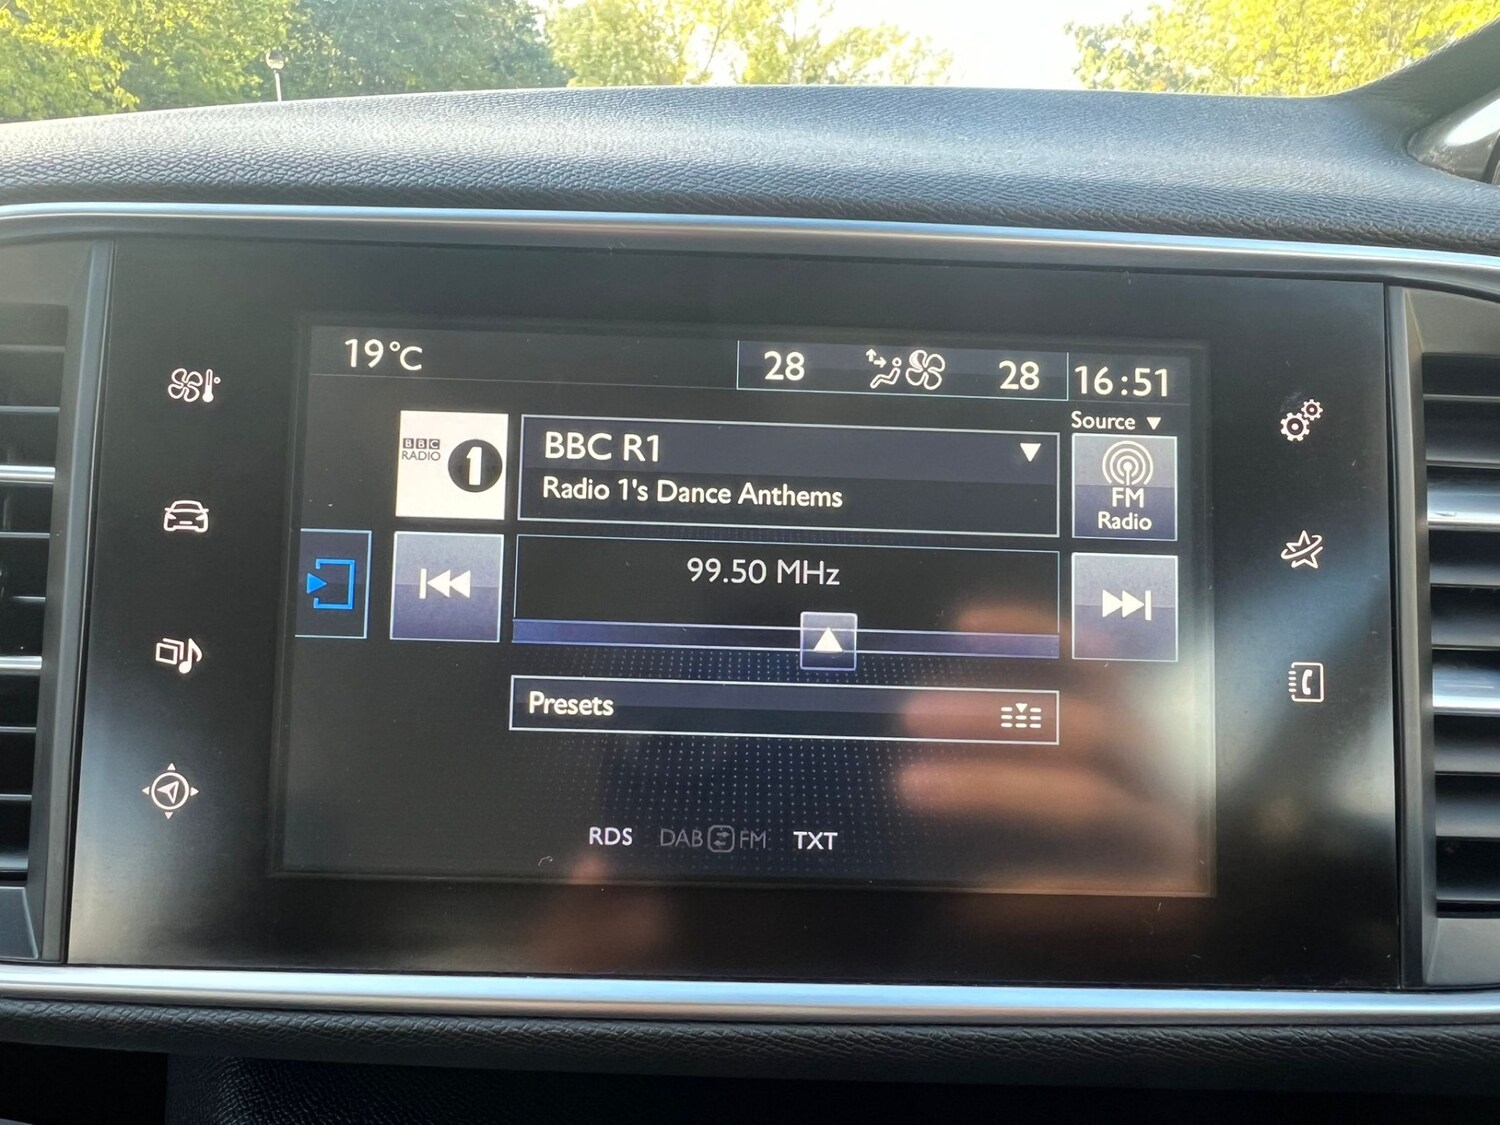 19°C
28
28
16:51
Source
BBC
RADIO
1
BBC R1
Radio 1's Dance Anthems
FM
Radio
99.50 MHz
Presets
RDS
DAB FM
TXT